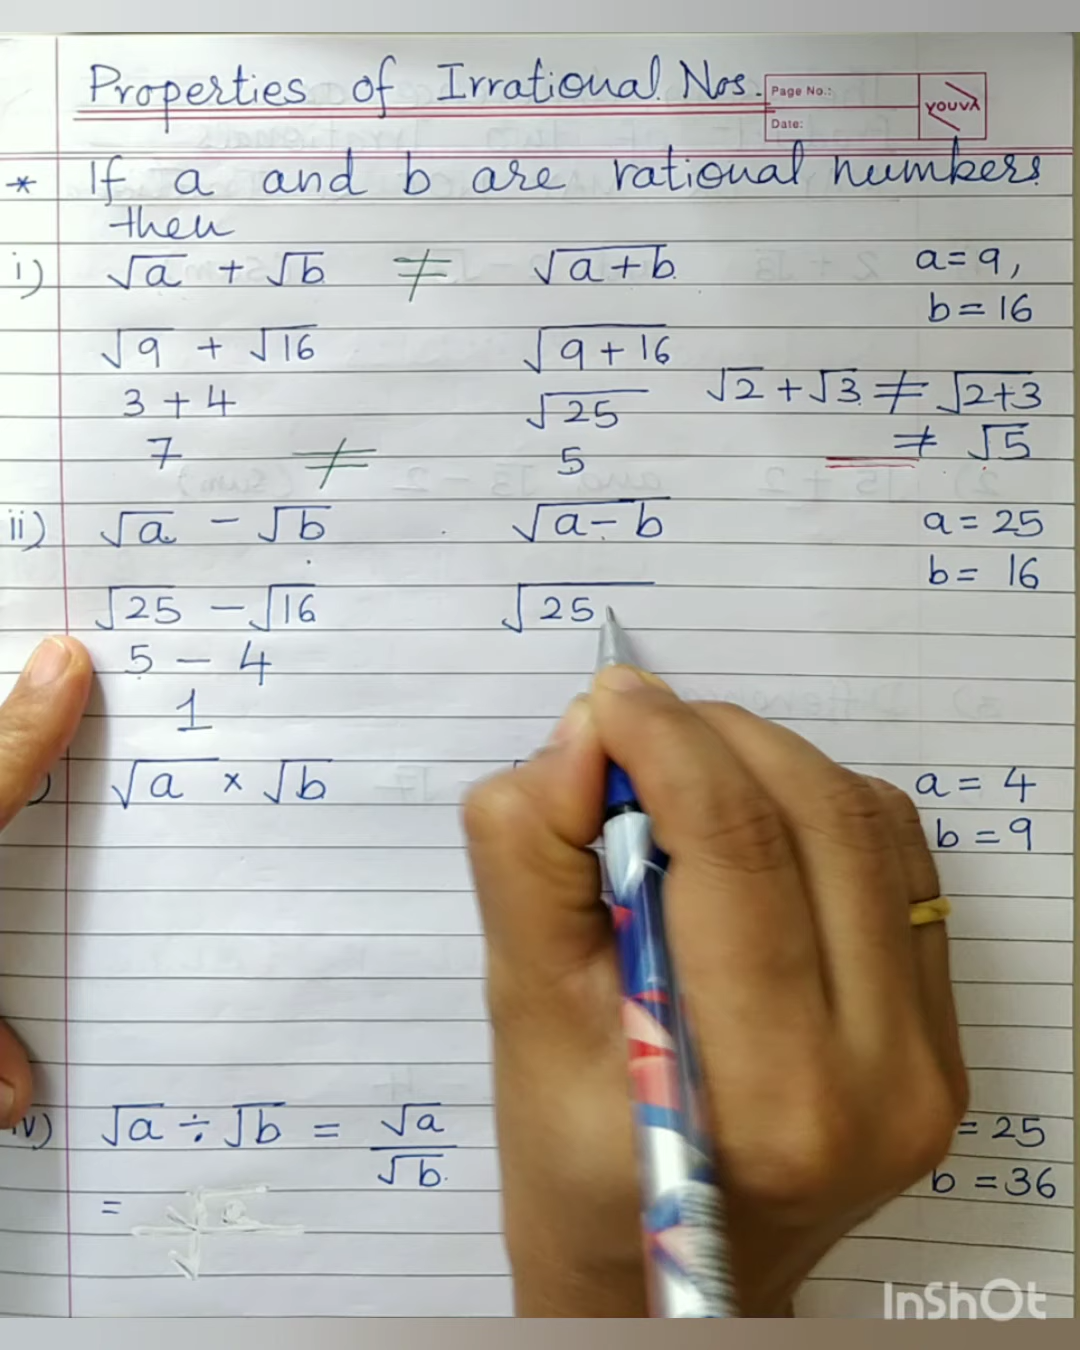 Properties of Irrational Nos.
Page No.:
Date:
YOUVA
* If a and b are rational numbers
then
i) √a + √b ≠ √(a+b) a=9,
b=16
√9 + √16 √(9+16)
3+4 √25 √2+√3 ≠ √(2+3)
7 ≠ 5 ≠ √5
ii) √a - √b √(a-b) a=25
b= 16
√25 - √16 √25
5 - 4
1
√a × √b a = 4
b = 9
iv) √a ÷ √b = √a/√b = 25
b = 36
=
InShOt